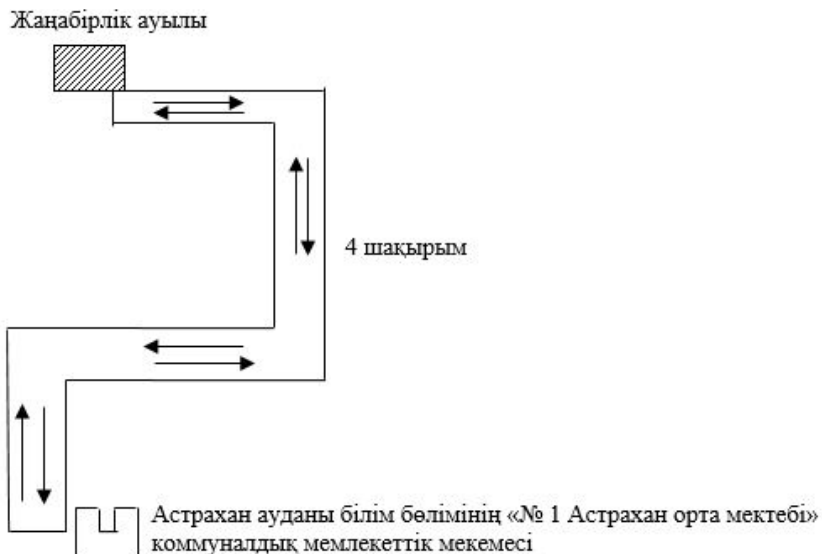 Жаңабірлік ауылы
4 шақырым
Астрахан ауданы білім бөлімінің «№ 1 Астрахан орта мектебі»
коммуналдық мемлекеттік мекемесі